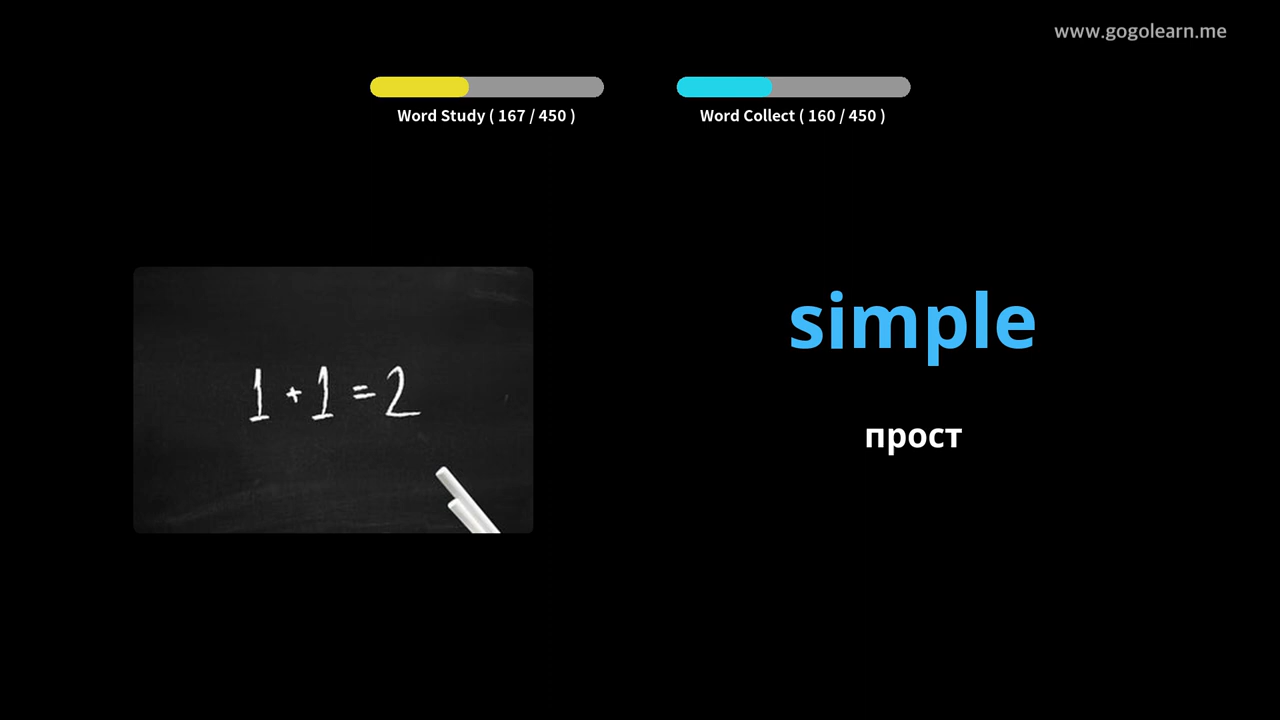 www.gogolearn.me
Word Study ( 167 / 450 )
Word Collect ( 160 / 450 )
1 + 1 = 2
simple
прост